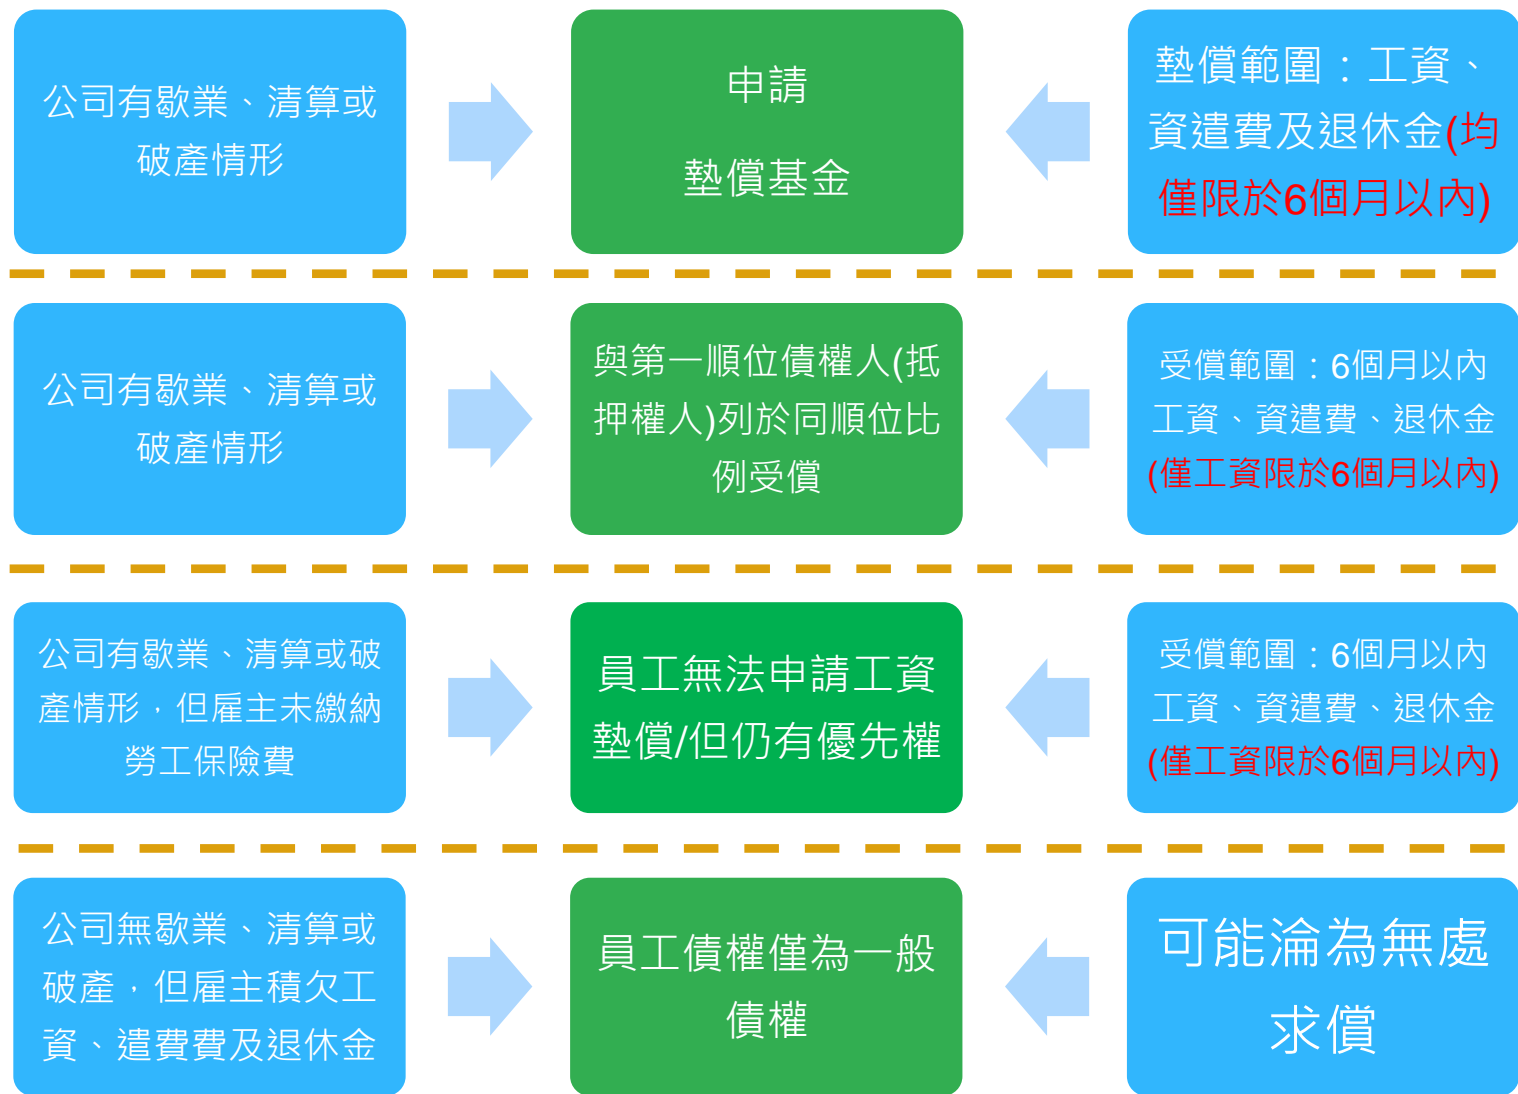 公司有歇業、清算或
破產情形
申請
墊償基金
墊償範圍：工資、
資遣費及退休金(均
僅限於6個月以內)
公司有歇業、清算或
破產情形
與第一順位債權人(抵
押權人)列於同順位比
例受償
受償範圍：6個月以內
工資、資遣費、退休金
(僅工資限於6個月以內)
公司有歇業、清算或破
產情形，但雇主未繳納
勞工保險費
員工無法申請工資
墊償/但仍有優先權
受償範圍：6個月以內
工資、資遣費、退休金
(僅工資限於6個月以內)
公司無歇業、清算或
破產，但雇主積欠工
資、遣費費及退休金
員工債權僅為一般
債權
可能淪為無處
求償